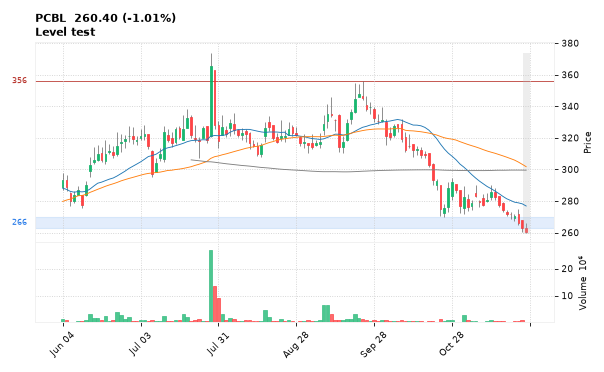 PCBL 260.40 (-1.01%)
Level test
380
360
356
340
320
Price
300
280
266
260
20
Volume 10⁶
10
Jun 04
Jul 03
Jul 31
Aug 28
Sep 28
Oct 28